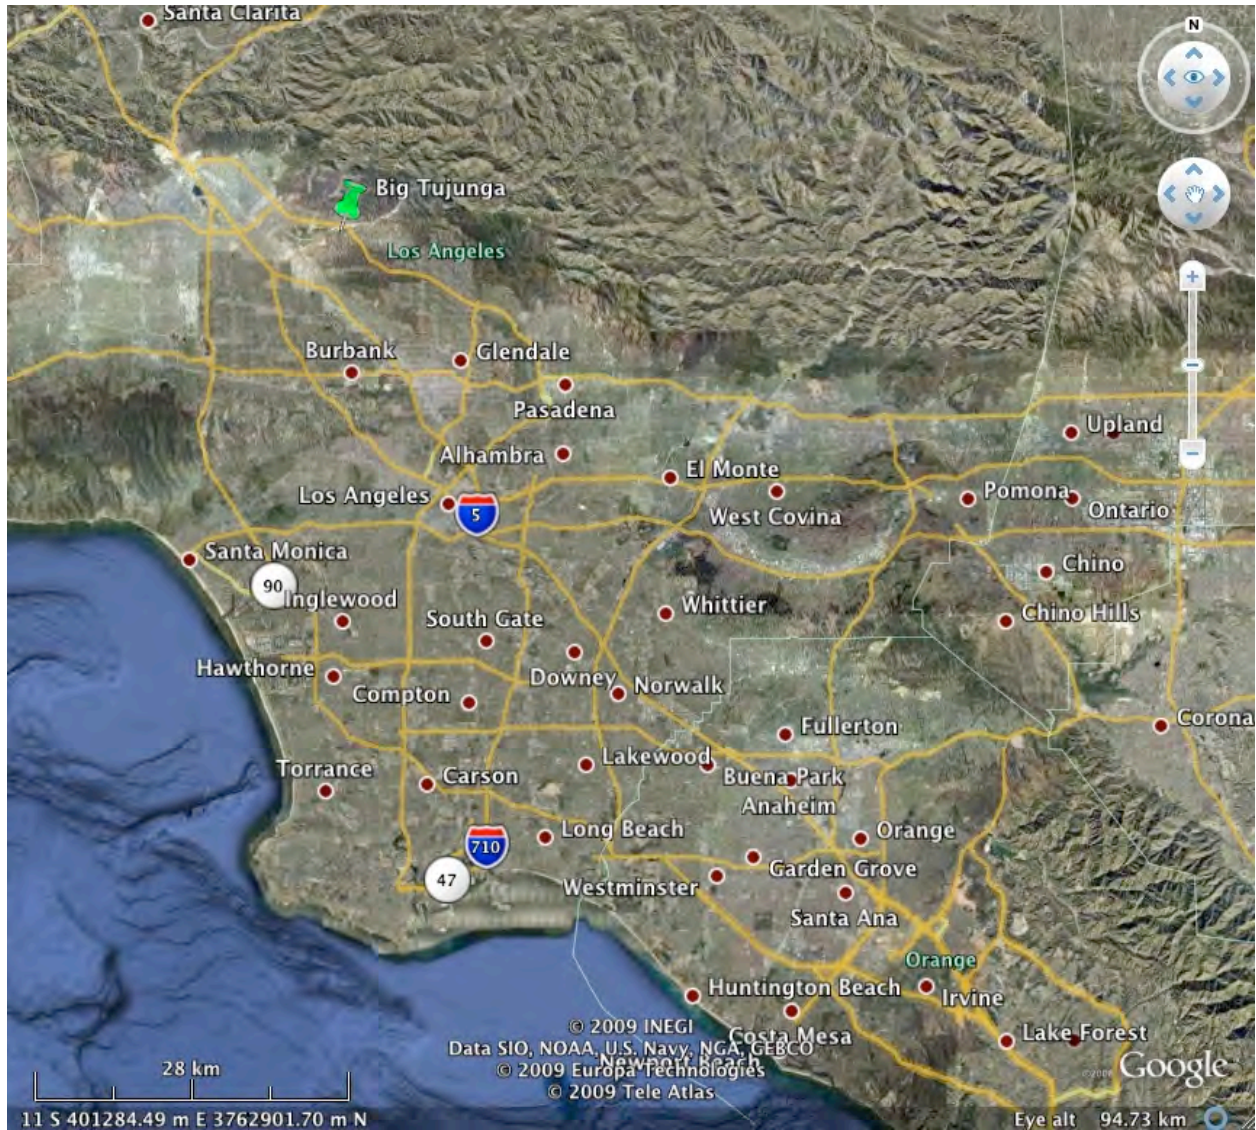 Santa Clarita
N
Big Tujunga
Los Angeles
Burbank
Glendale
Pasadena
Alhambra
Upland
El Monte
Los Angeles
5
West Covina
Pomona
Ontario
Santa Monica
90
Inglewood
Chino
Whittier
Chino Hills
South Gate
Hawthorne
Downey
Norwalk
Compton
Fullerton
Corona
Torrance
Carson
Lakewood
Buena Park
Anaheim
Long Beach
Orange
710
47
Garden Grove
Westminster
Santa Ana
Orange
Huntington Beach
Irvine
Costa Mesa
Lake Forest
Newport Beach
© 2009 INEGI
Data SIO, NOAA, U.S. Navy, NGA, GEBCO
© 2009 Europa Technologies
© 2009 Tele Atlas
28 km
©2009 Google
11 S 401284.49 m E 3762901.70 m N
Eye alt 94.73 km